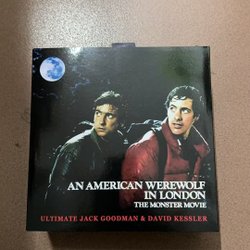 AN AMERICAN WEREWOLF
IN LONDON
THE MONSTER MOVIE
ULTIMATE JACK GOODMAN & DAVID KESSLER